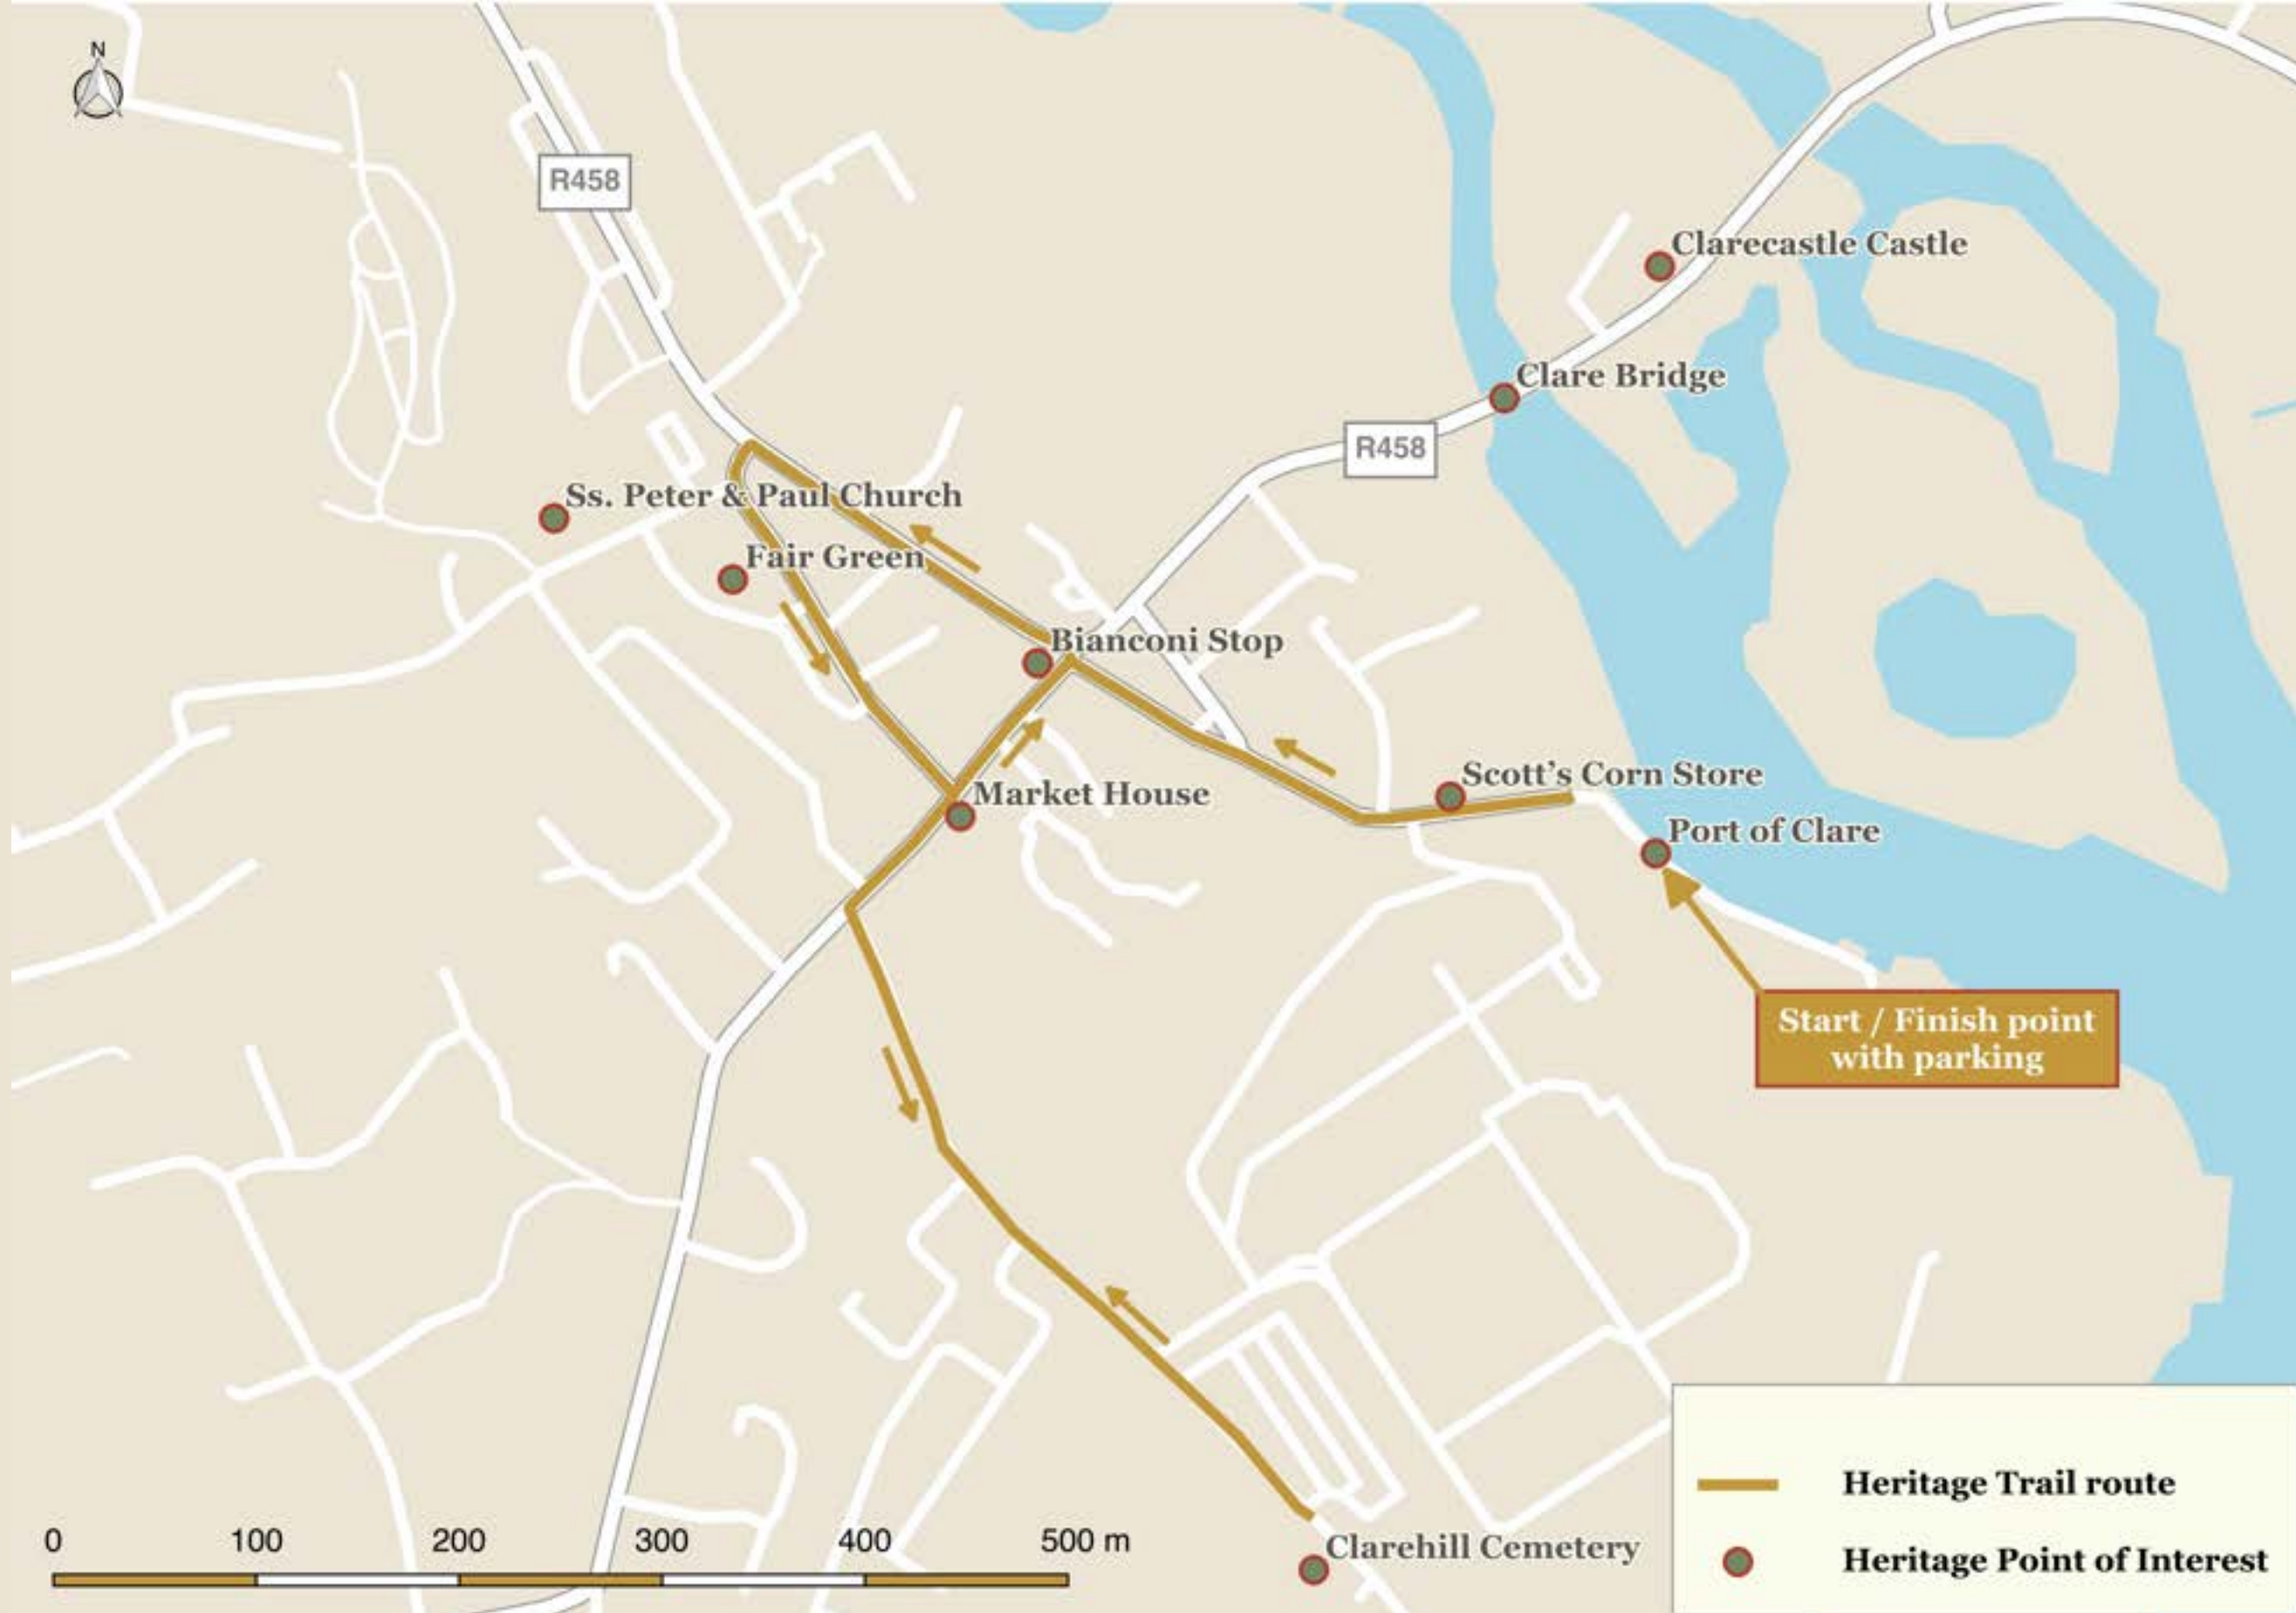 N
R458
Clarecastle Castle
Clare Bridge
R458
Ss. Peter & Paul Church
Fair Green
Bianconi Stop
Scott's Corn Store
Market House
Port of Clare
Start / Finish point
with parking
Heritage Trail route
0 100 200 300 400 500 m
Clarehill Cemetery
Heritage Point of Interest